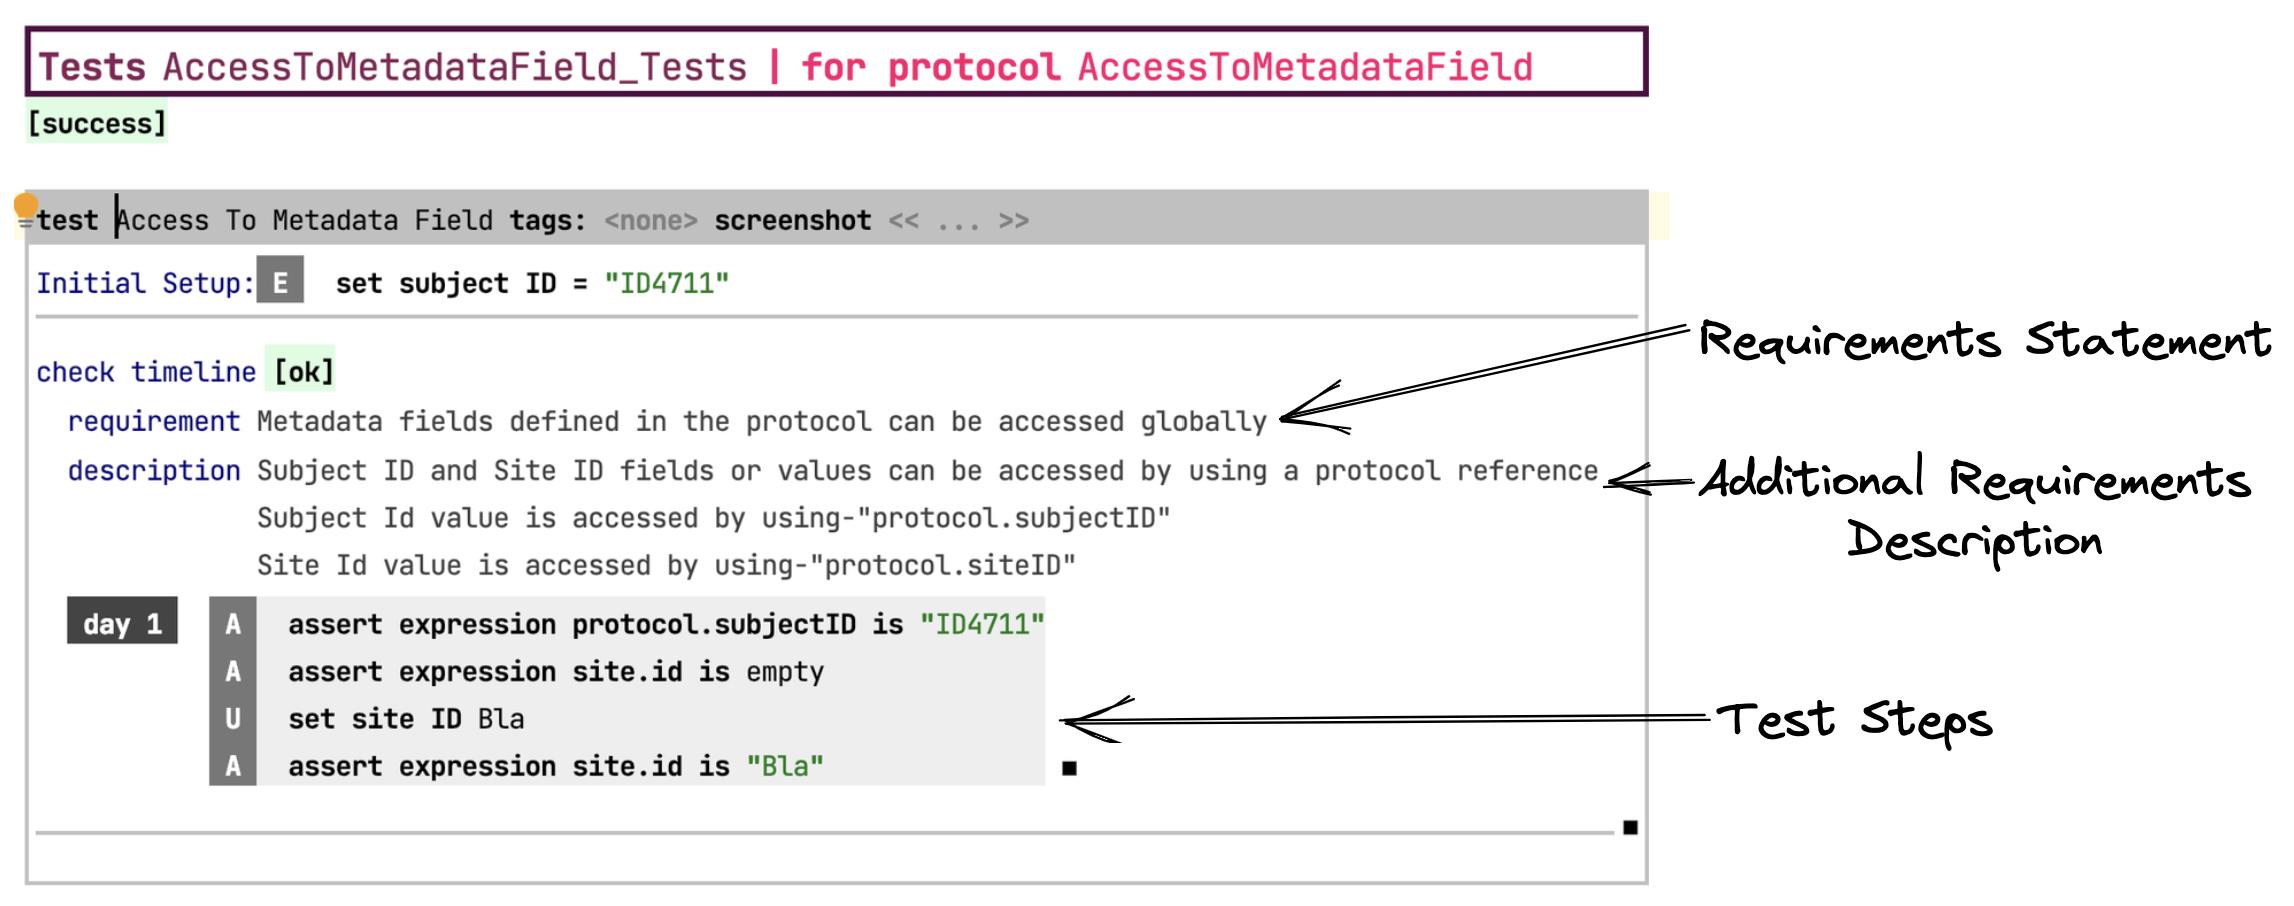 Tests AccessToMetadataField_Tests | for protocol AccessToMetadataField
[success]
test Access To Metadata Field tags: <none> screenshot << ... >>
Initial Setup: E set subject ID = "ID4711"
check timeline [ok]
requirement Metadata fields defined in the protocol can be accessed globally
Requirements Statement
description Subject ID and Site ID fields or values can be accessed by using a protocol reference
Subject Id value is accessed by using-"protocol.subjectID"
Site Id value is accessed by using-"protocol.siteID"
Additional Requirements
Description
day 1 A assert expression protocol.subjectID is "ID4711"
A assert expression site.id is empty
U set site ID Bla
A assert expression site.id is "Bla"
Test Steps